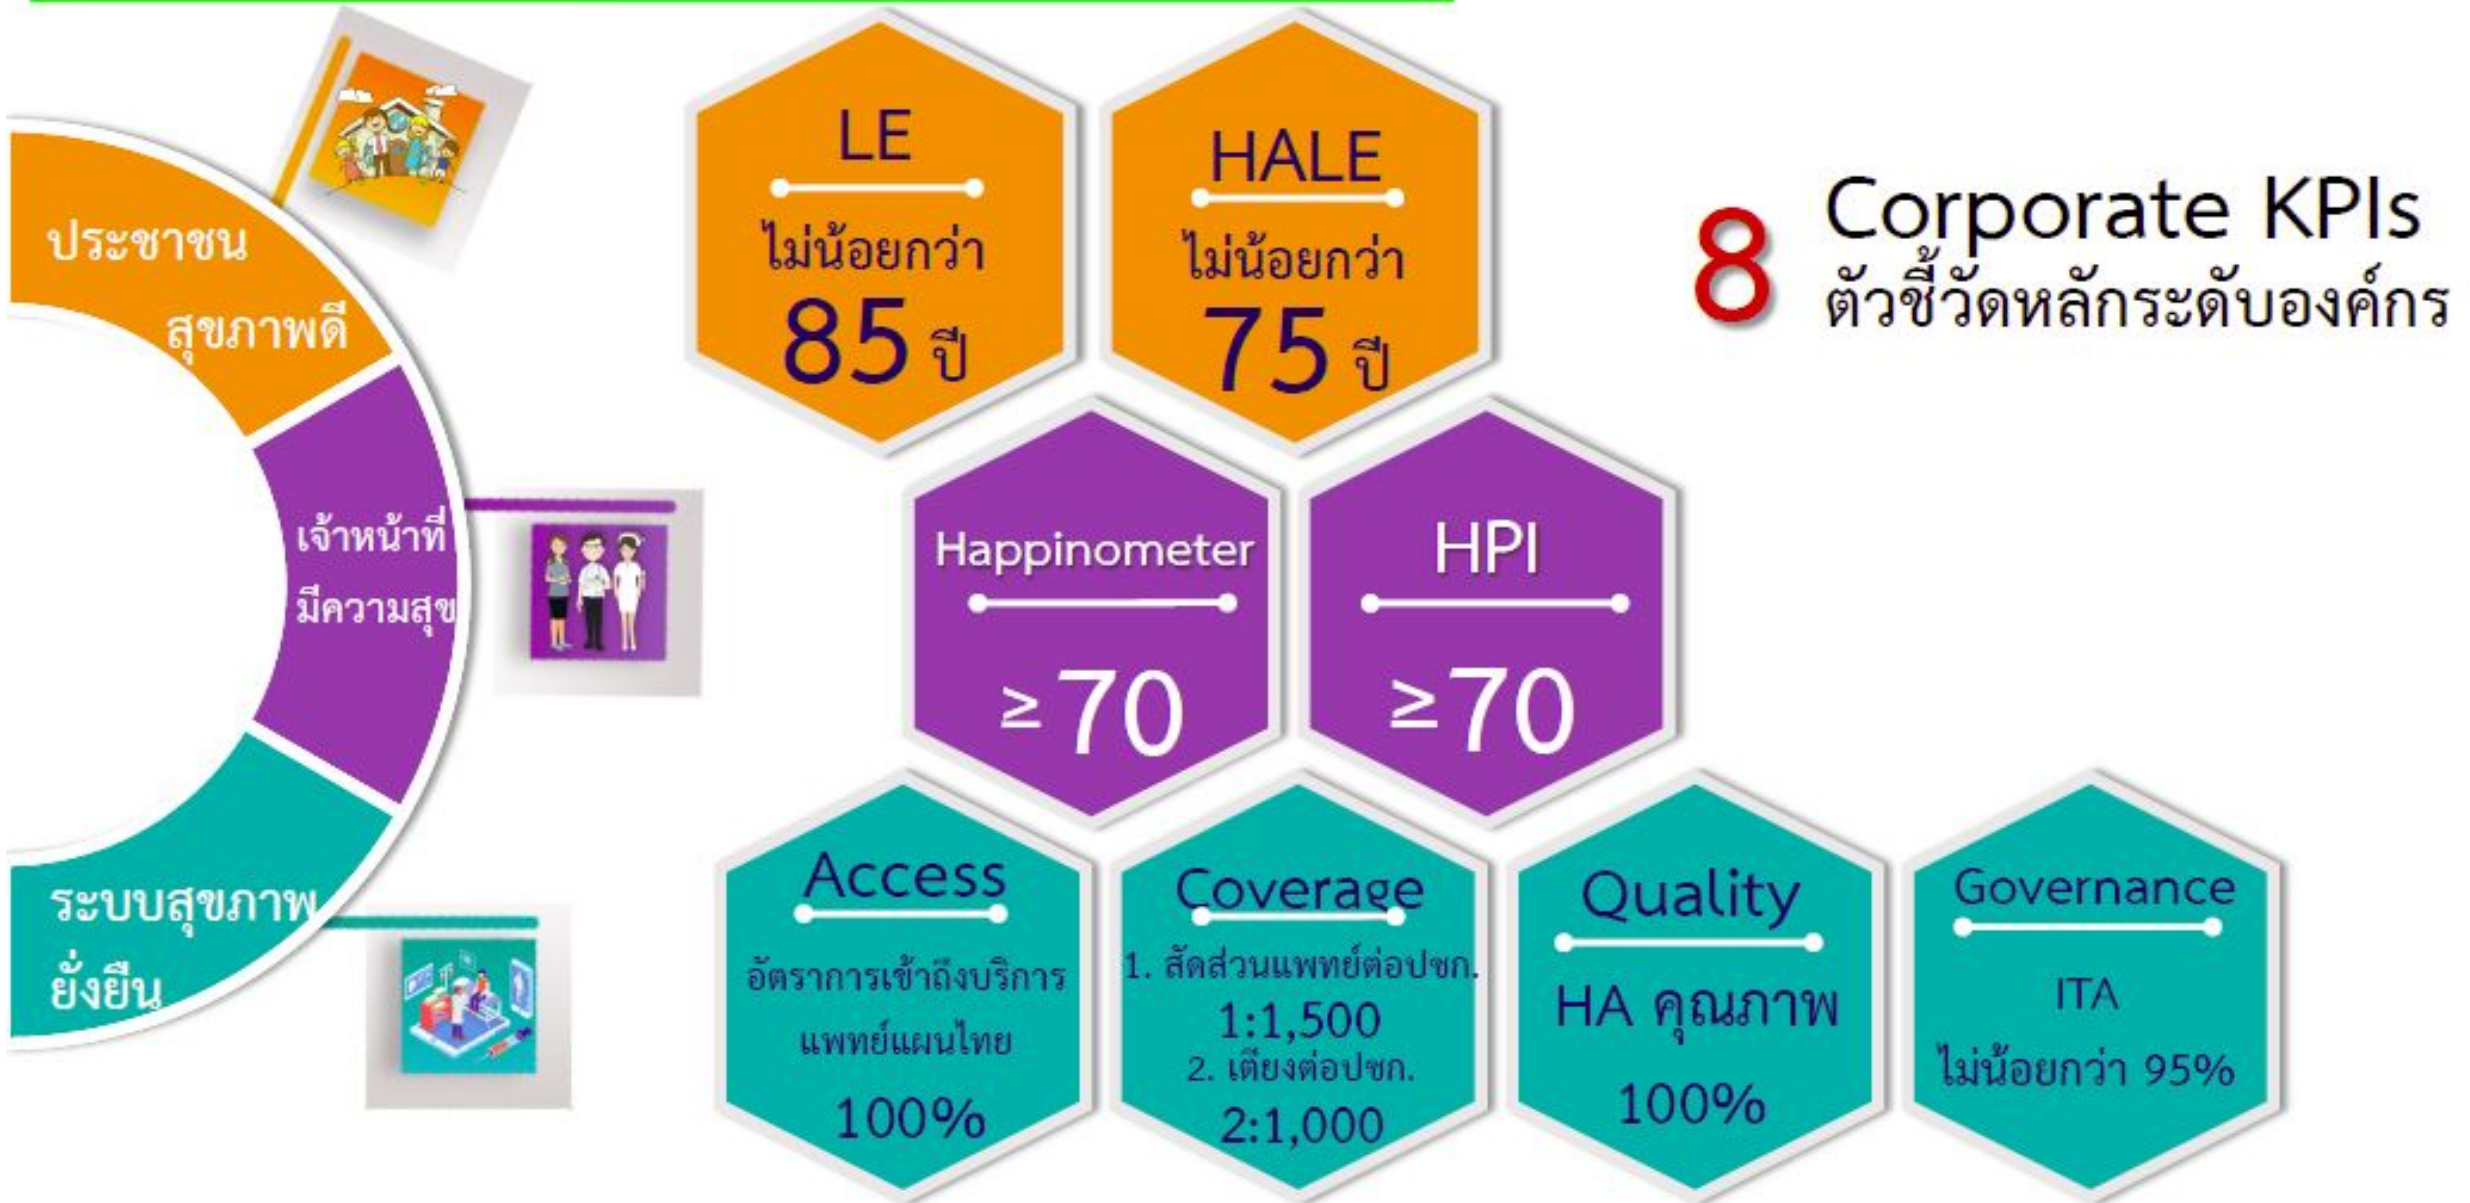 ประชาชน
สุขภาพดี
เจ้าหน้าที่
มีความสุข
ระบบสุขภาพ
ยั่งยืน
LE
ไม่น้อยกว่า
85 ปี
HALE
ไม่น้อยกว่า
75 ปี
8
Corporate KPIs
ตัวชี้วัดหลักระดับองค์กร
Happinometer
≥70
HPI
≥70
Access
อัตราการเข้าถึงบริการ
แพทย์แผนไทย
100%
Coverage
1. สัดส่วนแพทย์ต่อปชก.
1:1,500
2. เตียงต่อปชก.
2:1,000
Quality
HA คุณภาพ
100%
Governance
ITA
ไม่น้อยกว่า 95%